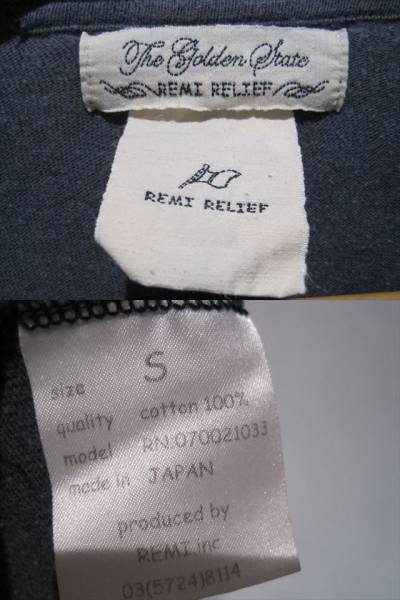 The Golden State
REMI RELIEF
REMI RELIEF
size S
quality cotton 100%
model RN:070021033
made in JAPAN
produced by
REMI.inc
03(5724)8114